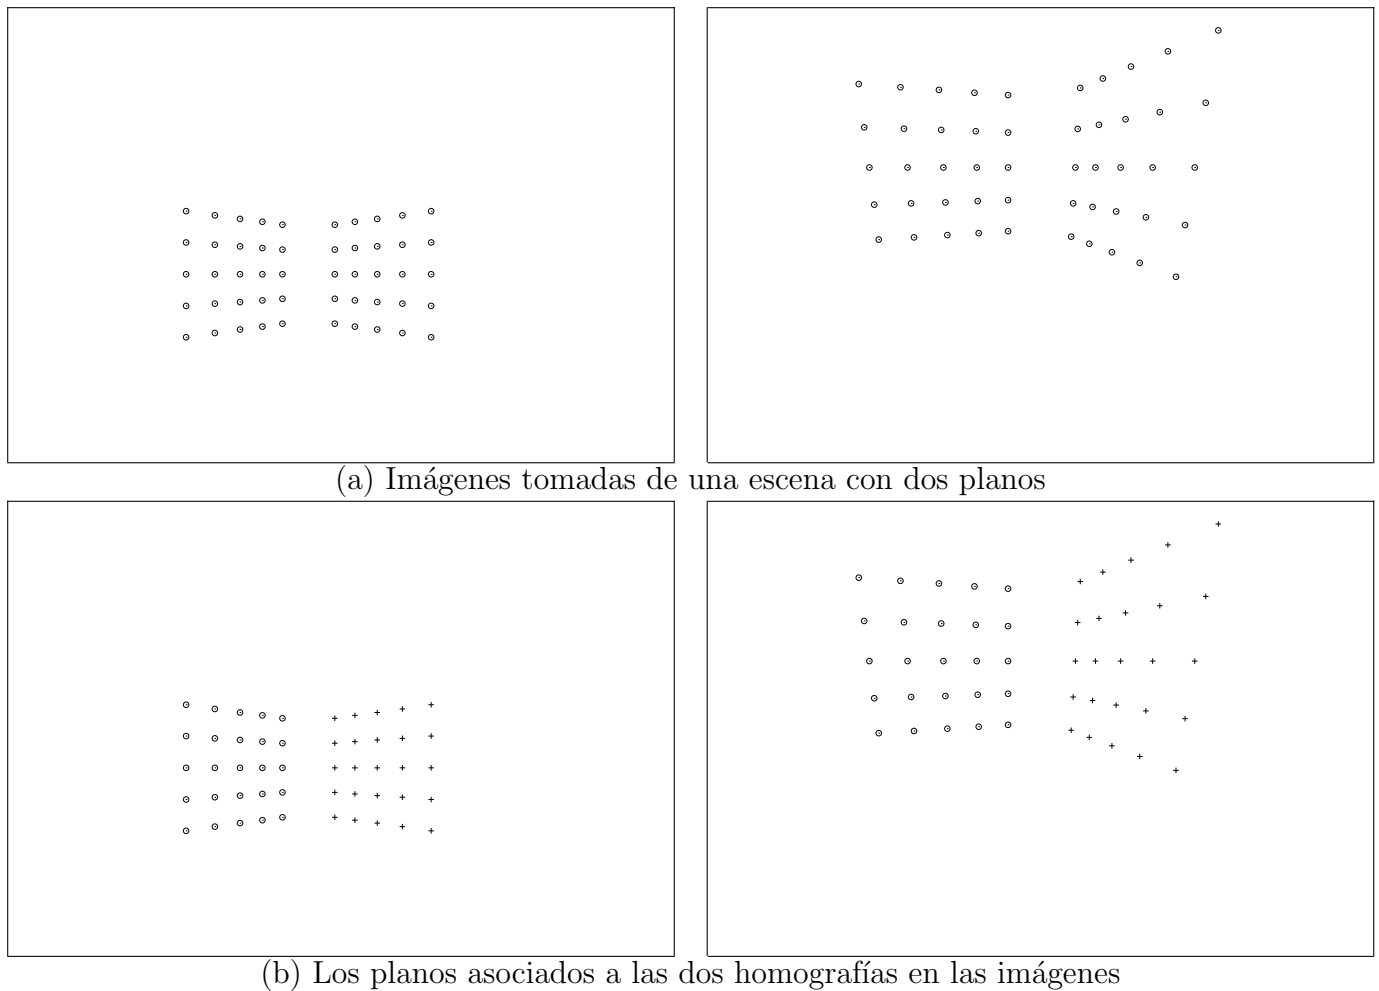 (a) Imágenes tomadas de una escena con dos planos
(b) Los planos asociados a las dos homografías en las imágenes